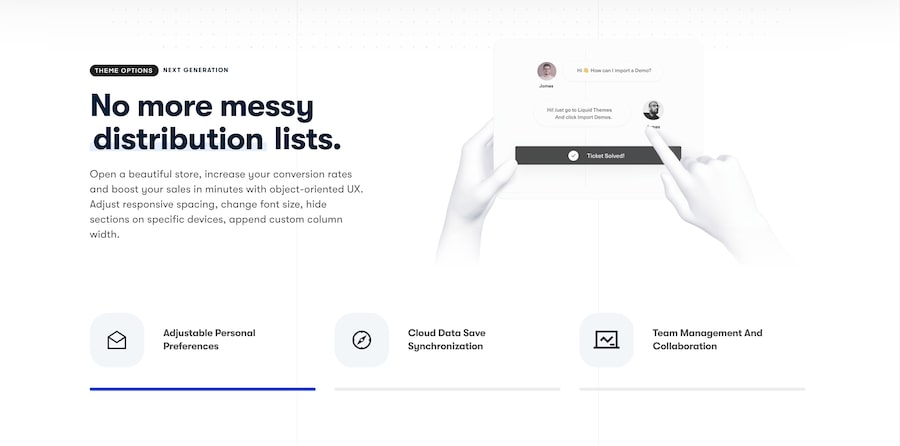 THEME OPTIONS NEXT GENERATION
No more messy
distribution lists.
Open a beautiful store, increase your conversion rates
and boost your sales in minutes with object-oriented UX.
Adjust responsive spacing, change font size, hide
sections on specific devices, append custom column
width.
Hi 👋 How can I import a Demo?
James
Hi! Just go to Liquid Themes
And click Import Demos.
Ticket Solved!
Adjustable Personal
Preferences
Cloud Data Save
Synchronization
Team Management And
Collaboration